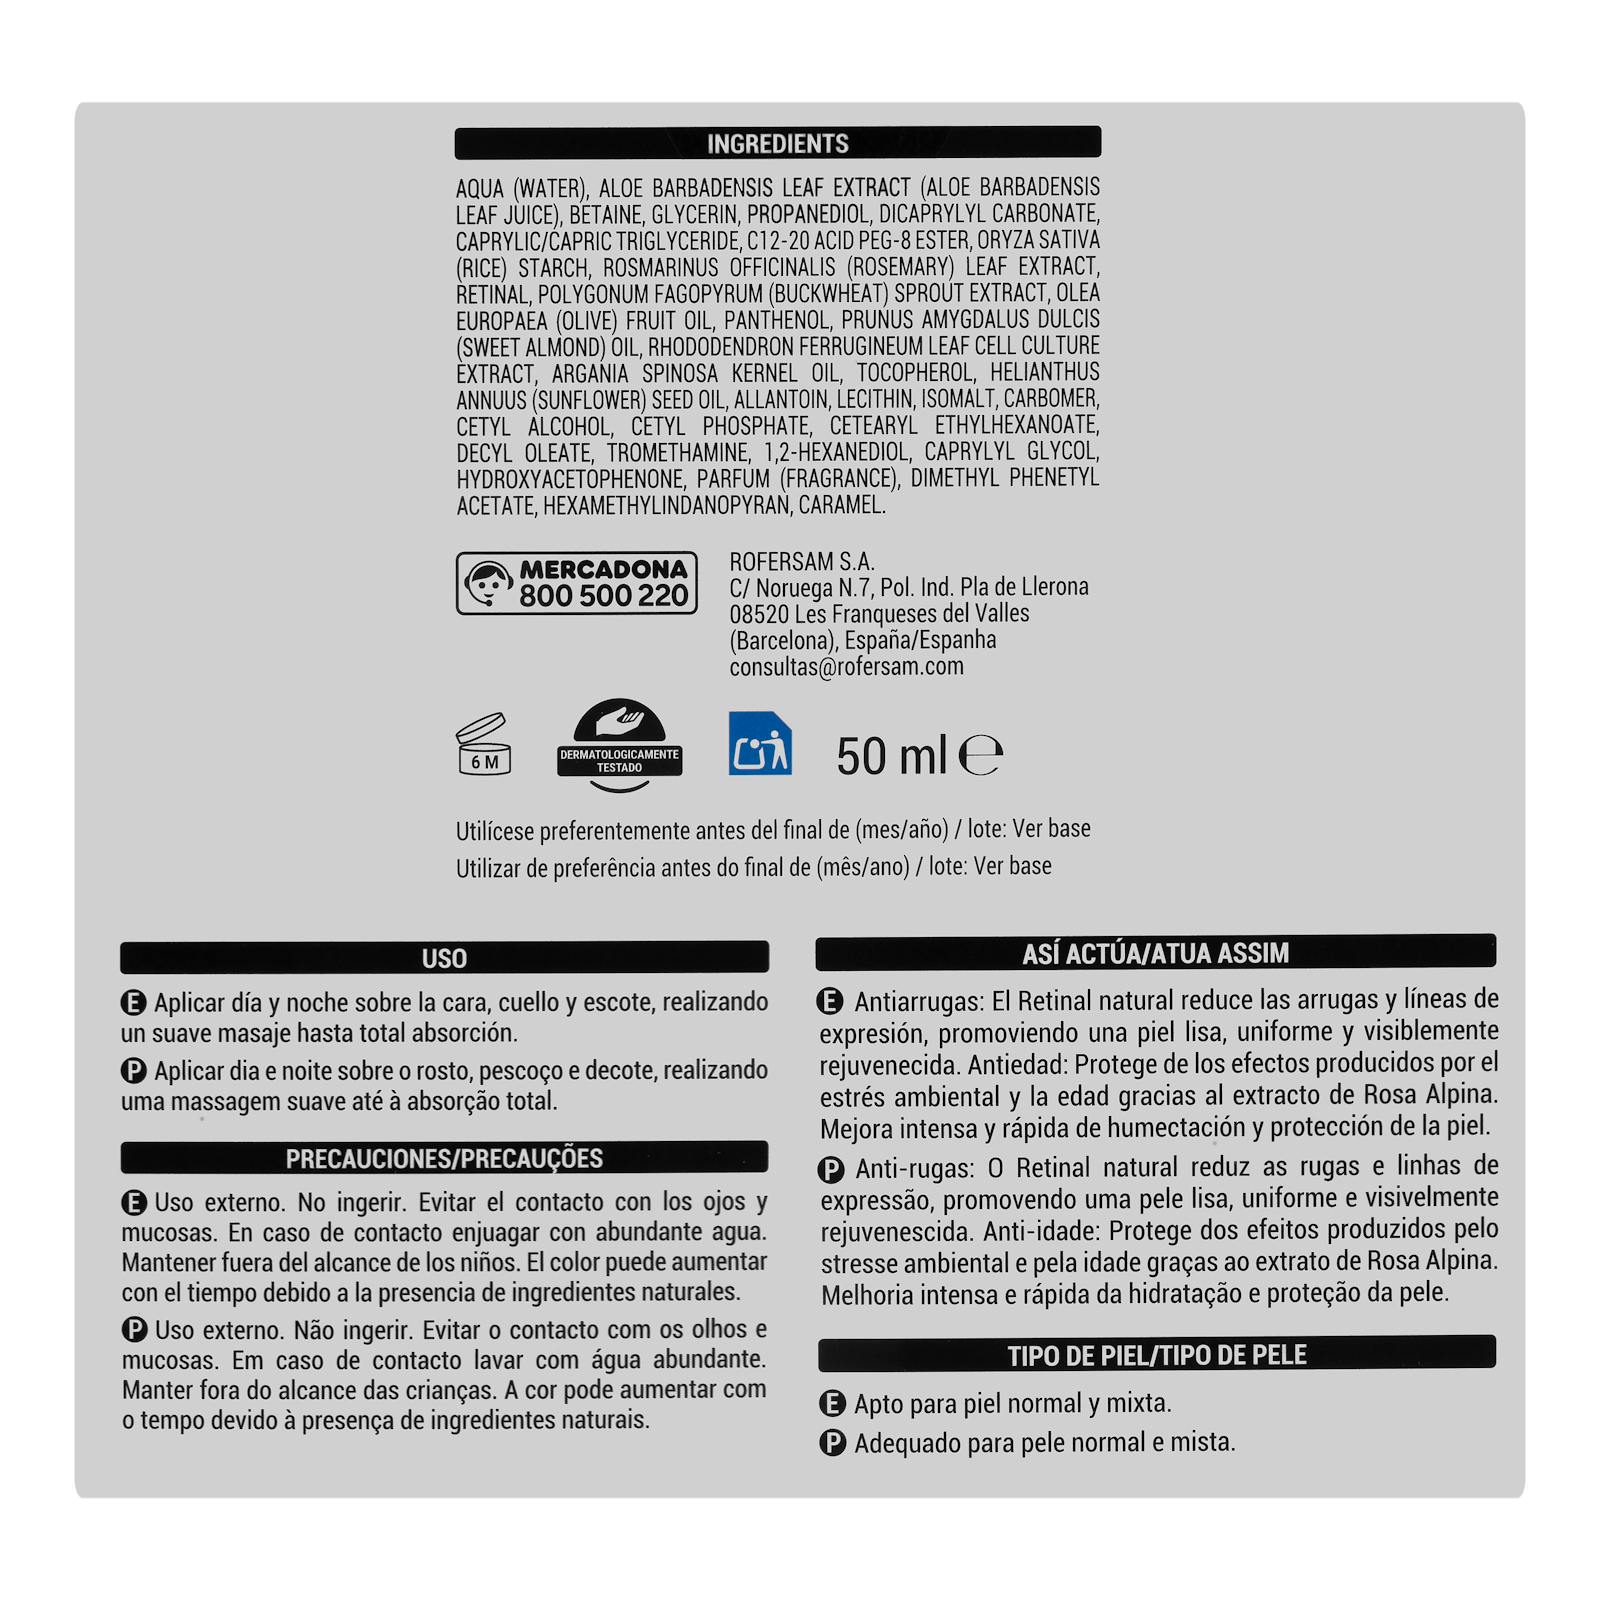 INGREDIENTS
AQUA (WATER), ALOE BARBADENSIS LEAF EXTRACT (ALOE BARBADENSIS
LEAF JUICE), BETAINE, GLYCERIN, PROPANEDIOL, DICAPRYLYL CARBONATE,
CAPRYLIC/CAPRIC TRIGLYCERIDE, C12-20 ACID PEG-8 ESTER, ORYZA SATIVA
(RICE) STARCH, ROSMARINUS OFFICINALIS (ROSEMARY) LEAF EXTRACT,
RETINAL, POLYGONUM FAGOPYRUM (BUCKWHEAT) SPROUT EXTRACT, OLEA
EUROPAEA (OLIVE) FRUIT OIL, PANTHENOL, PRUNUS AMYGDALUS DULCIS
(SWEET ALMOND) OIL, RHODODENDRON FERRUGINEUM LEAF CELL CULTURE
EXTRACT, ARGANIA SPINOSA KERNEL OIL, TOCOPHEROL, HELIANTHUS
ANNUUS (SUNFLOWER) SEED OIL, ALLANTOIN, LECITHIN, ISOMALT, CARBOMER,
CETYL ALCOHOL, CETYL PHOSPHATE, CETEARYL ETHYLHEXANOATE,
DECYL OLEATE, TROMETHAMINE, 1,2-HEXANEDIOL, CAPRYLYL GLYCOL,
HYDROXYACETOPHENONE, PARFUM (FRAGRANCE), DIMETHYL PHENETYL
ACETATE, HEXAMETHYLINDANOPYRAN, CARAMEL.
MERCADONA
800 500 220
ROFERSAM S.A.
C/ Noruega N.7, Pol. Ind. Pla de Llerona
08520 Les Franqueses del Valles
(Barcelona), España/Espanha
consultas@rofersam.com
6 M
DERMATOLOGICAMENTE
TESTADO
50 ml ℮
Utilícese preferentemente antes del final de (mes/año) / lote: Ver base
Utilizar de preferência antes do final de (mês/ano) / lote: Ver base
USO
E Aplicar día y noche sobre la cara, cuello y escote, realizando
un suave masaje hasta total absorción.
P Aplicar dia e noite sobre o rosto, pescoço e decote, realizando
uma massagem suave até à absorção total.
PRECAUCIONES/PRECAUÇÕES
E Uso externo. No ingerir. Evitar el contacto con los ojos y
mucosas. En caso de contacto enjuagar con abundante agua.
Mantener fuera del alcance de los niños. El color puede aumentar
con el tiempo debido a la presencia de ingredientes naturales.
P Uso externo. Não ingerir. Evitar o contacto com os olhos e
mucosas. Em caso de contacto lavar com água abundante.
Manter fora do alcance das crianças. A cor pode aumentar com
o tempo devido à presença de ingredientes naturais.
ASÍ ACTÚA/ATUA ASSIM
E Antiarrugas: El Retinal natural reduce las arrugas y líneas de
expresión, promoviendo una piel lisa, uniforme y visiblemente
rejuvenecida. Antiedad: Protege de los efectos producidos por el
estrés ambiental y la edad gracias al extracto de Rosa Alpina.
Mejora intensa y rápida de humectación y protección de la piel.
P Anti-rugas: O Retinal natural reduz as rugas e linhas de
expressão, promovendo uma pele lisa, uniforme e visivelmente
rejuvenescida. Anti-idade: Protege dos efeitos produzidos pelo
stresse ambiental e pela idade graças ao extrato de Rosa Alpina.
Melhoria intensa e rápida da hidratação e proteção da pele.
TIPO DE PIEL/TIPO DE PELE
E Apto para piel normal y mixta.
P Adequado para pele normal e mista.